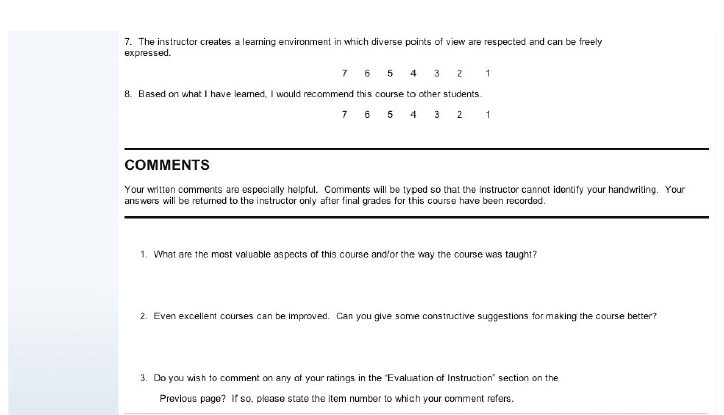 7. The instructor creates a learning environment in which diverse points of view are respected and can be freely
expressed.
7 6 5 4 3 2 1
8. Based on what I have learned, I would recommend this course to other students.
7 6 5 4 3 2 1
COMMENTS
Your written comments are especially helpful. Comments will be typed so that the instructor cannot identify your handwriting. Your
answers will be returned to the instructor only after final grades for this course have been recorded.
1. What are the most valuable aspects of this course and/or the way the course was taught?
2. Even excellent courses can be improved. Can you give some constructive suggestions for making the course better?
3. Do you wish to comment on any of your ratings in the “Evaluation of Instruction” section on the
Previous page? If so, please state the item number to which your comment refers.